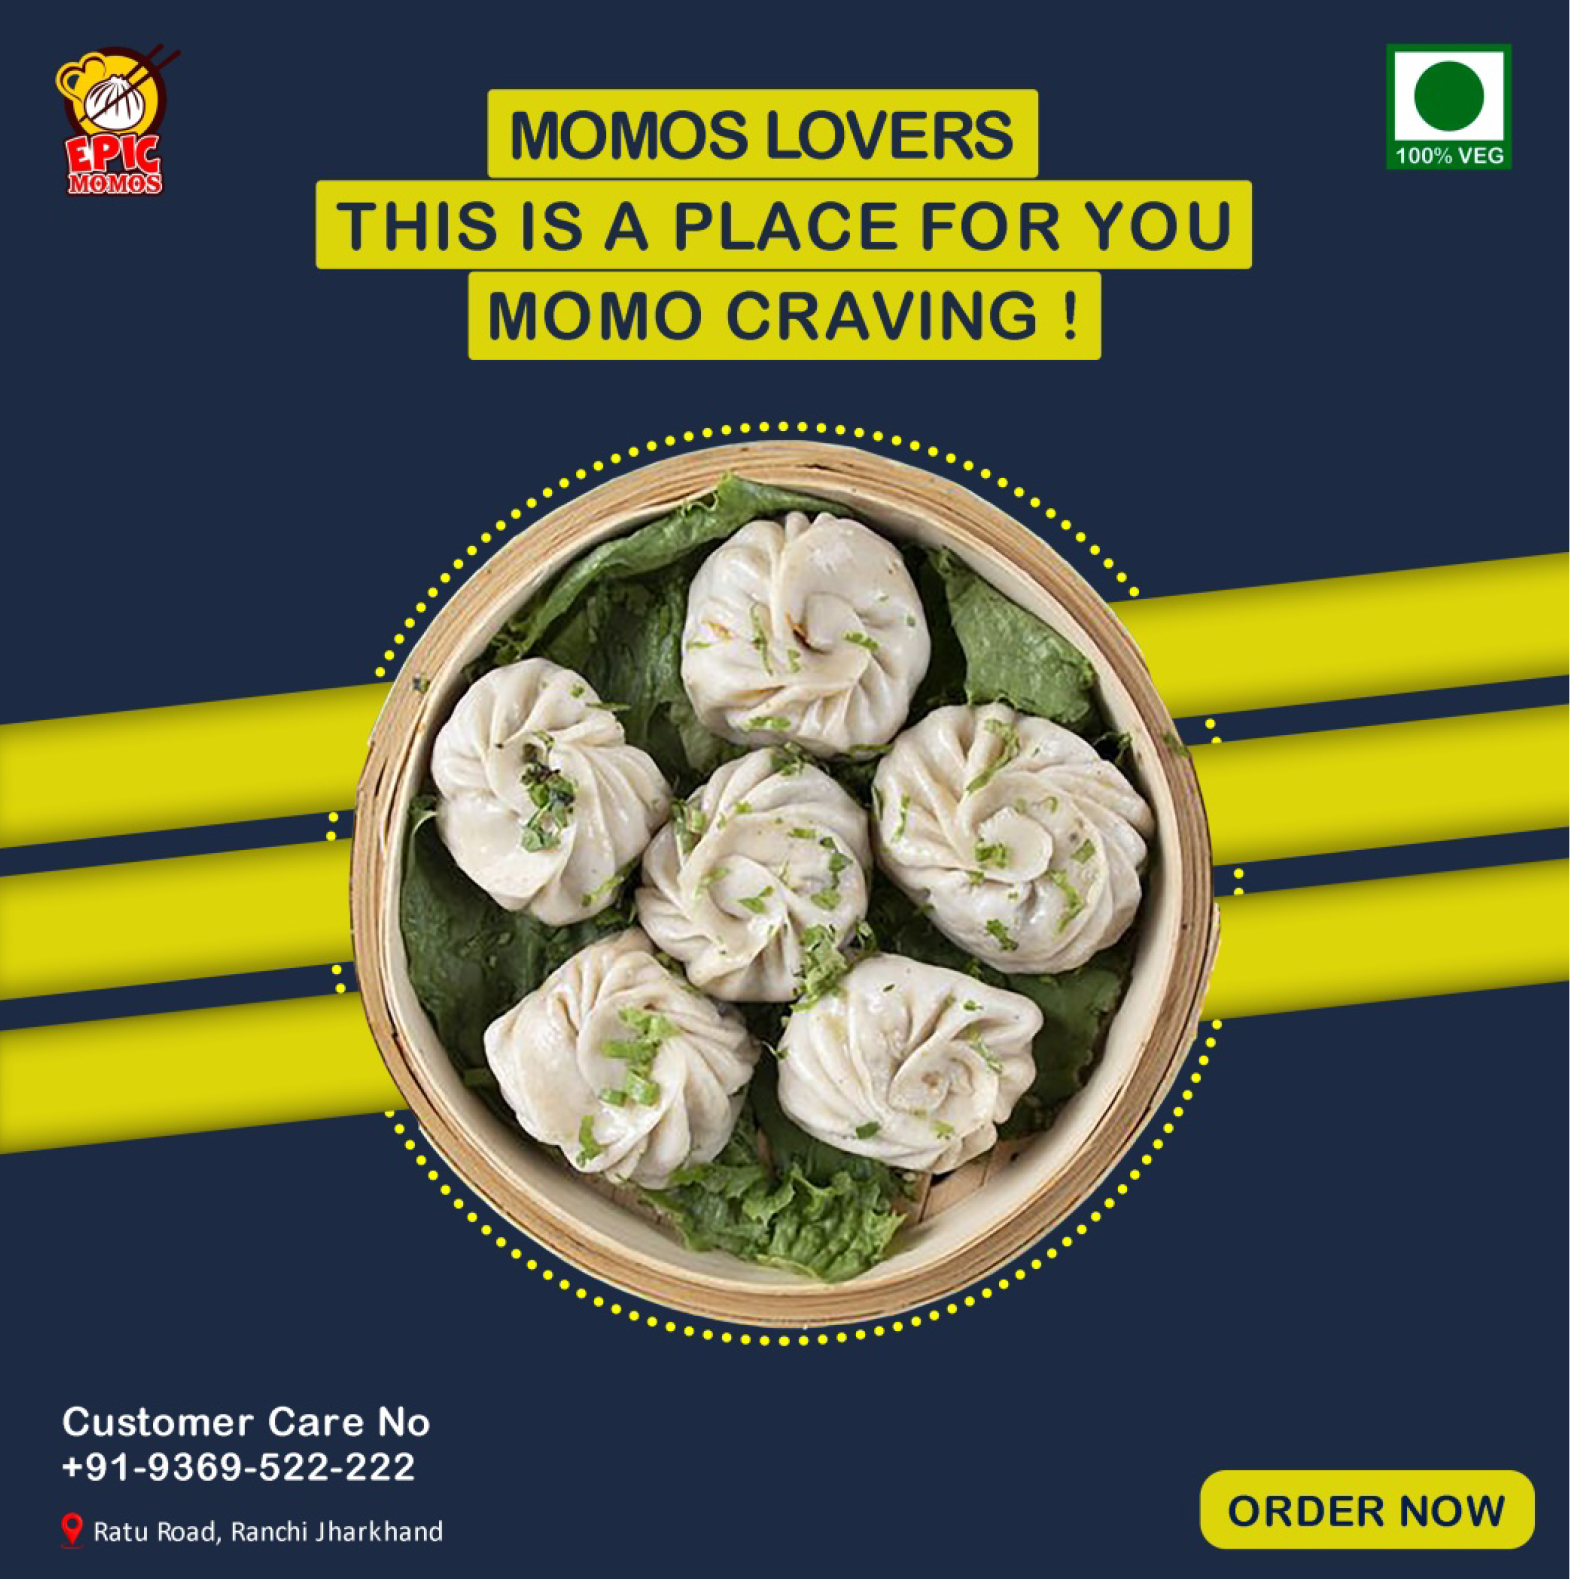 EPIC
MOMOS
100% VEG
MOMOS LOVERS
THIS IS A PLACE FOR YOU
MOMO CRAVING !
Customer Care No
+91-9369-522-222
Ratu Road, Ranchi Jharkhand
ORDER NOW